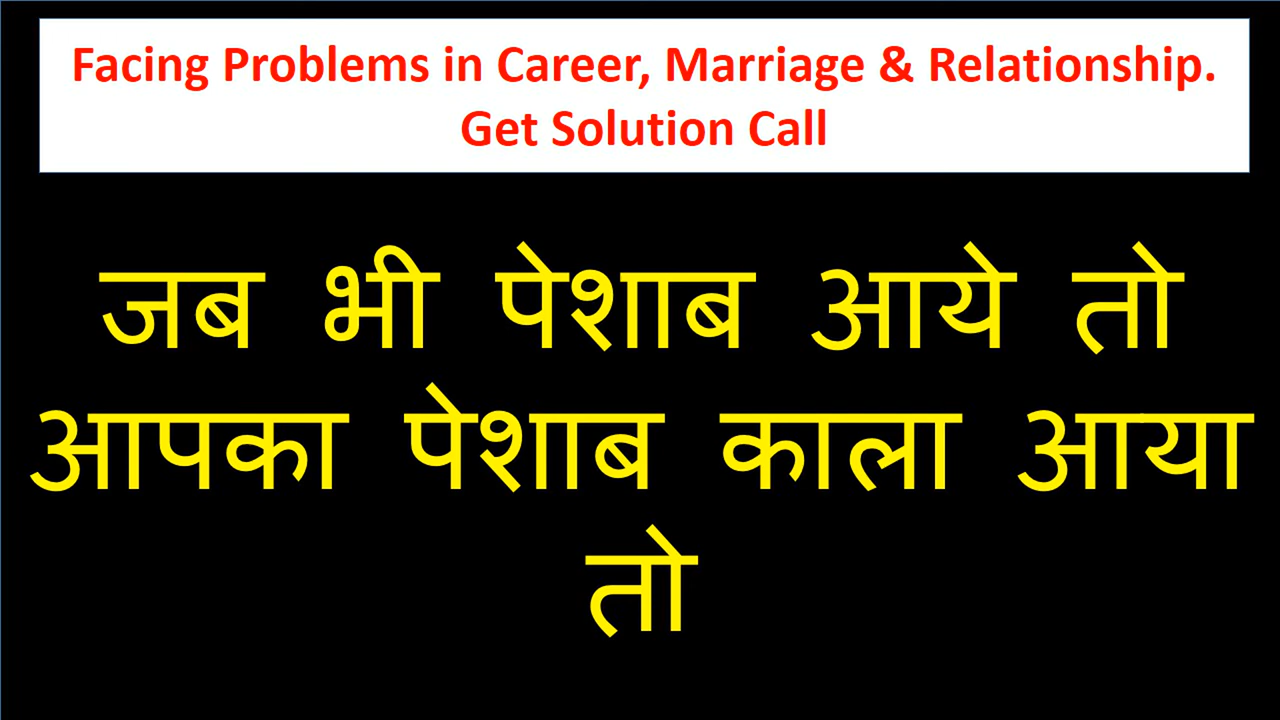 Facing Problems in Career, Marriage & Relationship.
Get Solution Call
जब भी पेशाब आये तो
आपका पेशाब काला आया
तो